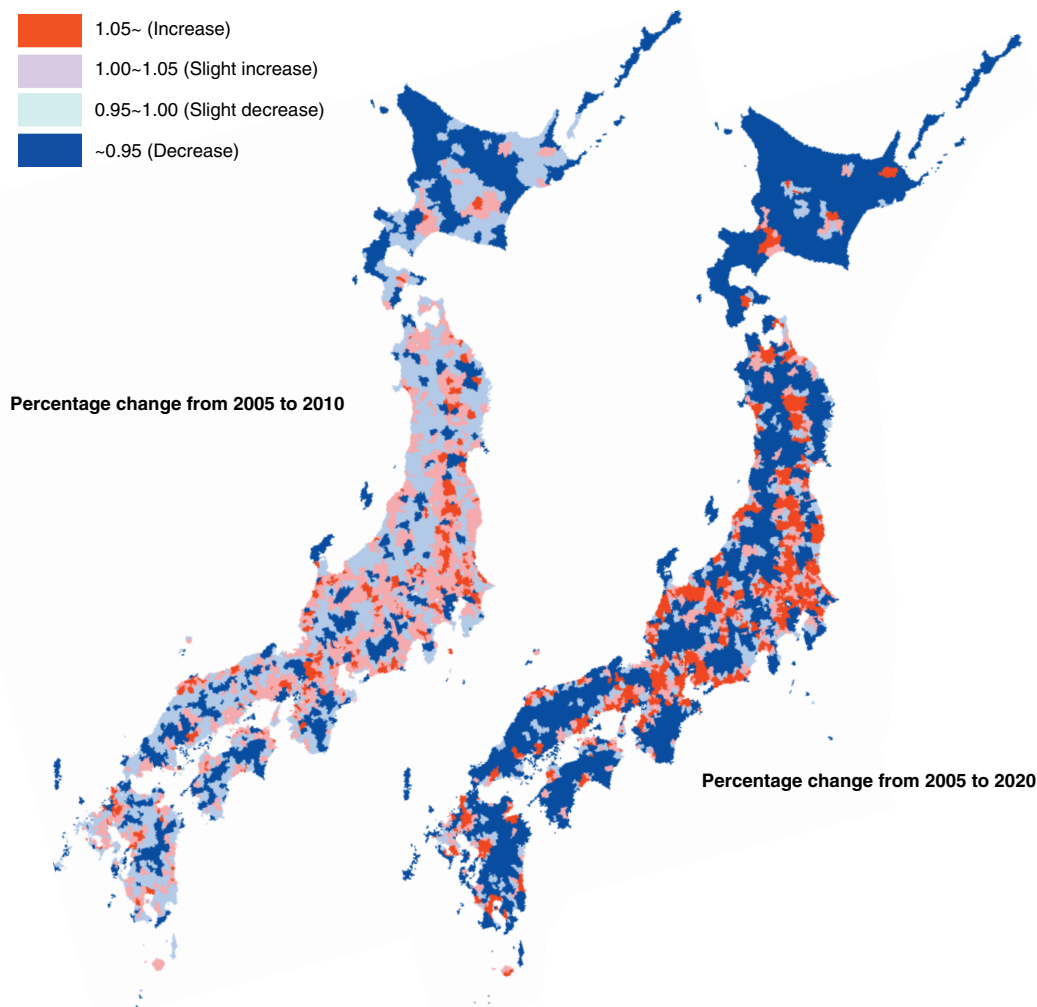 1.05~ (Increase)
1.00~1.05 (Slight increase)
0.95~1.00 (Slight decrease)
~0.95 (Decrease)
Percentage change from 2005 to 2010
Percentage change from 2005 to 2020